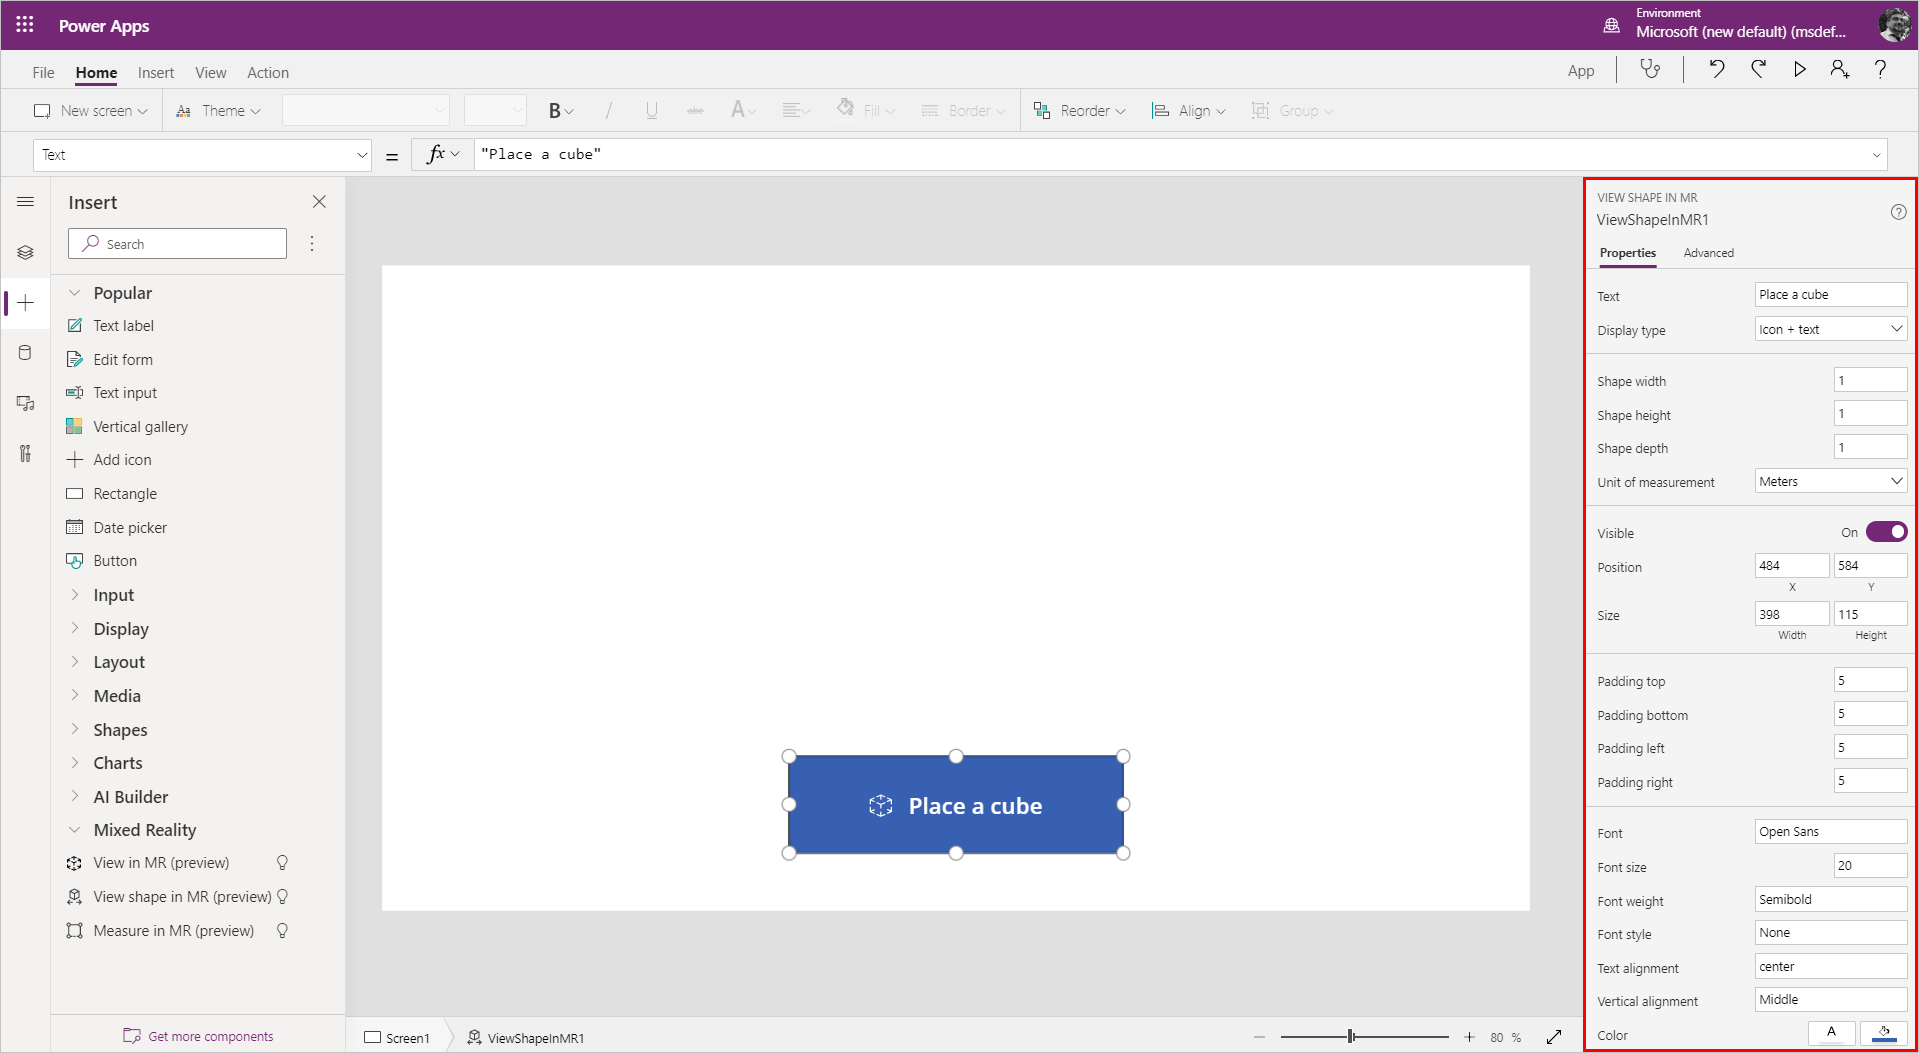 Power Apps
Environment
Microsoft (new default) (msdef...
File Home Insert View Action
App
New screen
Theme
B
/
U
abc
A
Fill
Border
Reorder
Align
Group
Text
=
fx
"Place a cube"
Insert
Search
Popular
Text label
Edit form
Text input
Vertical gallery
Add icon
Rectangle
Date picker
Button
Input
Display
Layout
Media
Shapes
Charts
AI Builder
Mixed Reality
View in MR (preview)
View shape in MR (preview)
Measure in MR (preview)
Get more components
Place a cube
Screen1
ViewShapeInMR1
80 %
VIEW SHAPE IN MR
ViewShapeInMR1
Properties Advanced
Text Place a cube
Display type Icon + text
Shape width 1
Shape height 1
Shape depth 1
Unit of measurement Meters
Visible On
Position 484 584
X Y
Size 398 115
Width Height
Padding top 5
Padding bottom 5
Padding left 5
Padding right 5
Font Open Sans
Font size 20
Font weight Semibold
Font style None
Text alignment center
Vertical alignment Middle
Color A